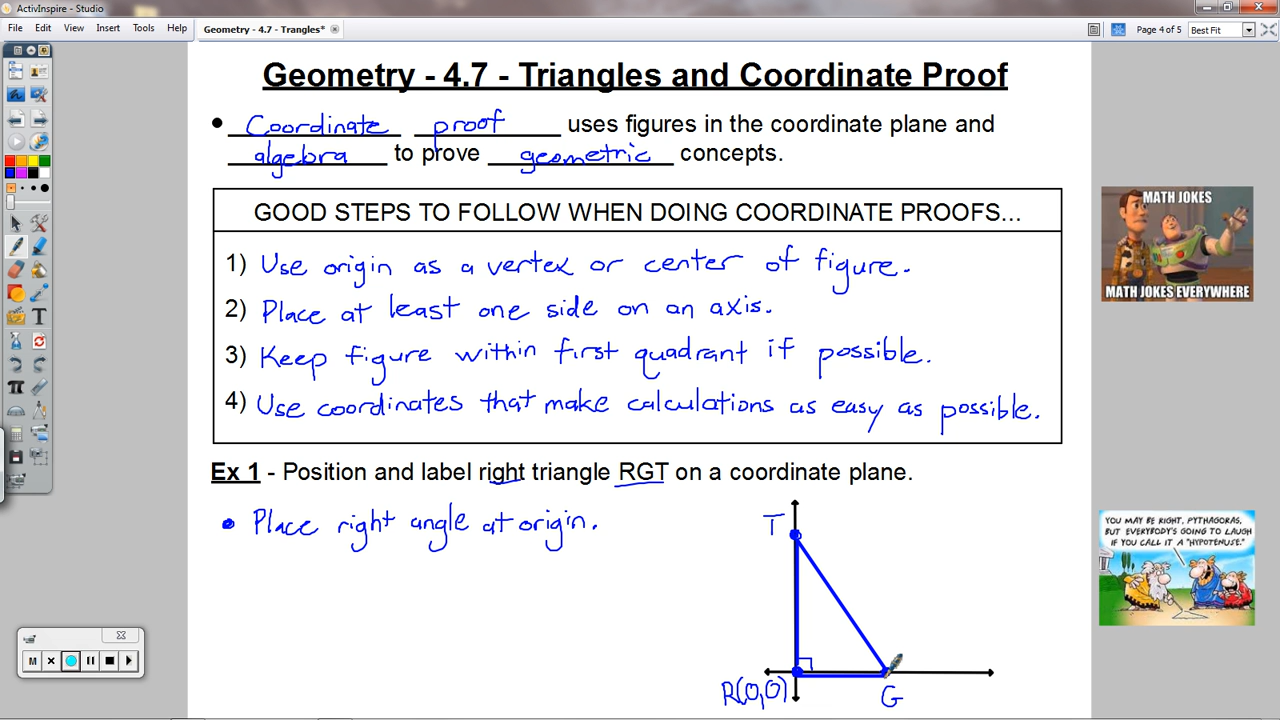 ActivInspire - Studio
File Edit View Insert Tools Help
Geometry - 4.7 - Trangles*
Page 4 of 5
Best Fit
Geometry - 4.7 - Triangles and Coordinate Proof
Coordinate proof uses figures in the coordinate plane and
algebra to prove geometric concepts.
GOOD STEPS TO FOLLOW WHEN DOING COORDINATE PROOFS...
1) Use origin as a vertex or center of figure.
2) Place at least one side on an axis.
3) Keep figure within first quadrant if possible.
4) Use coordinates that make calculations as easy as possible.
Ex 1 - Position and label right triangle RGT on a coordinate plane.
• Place right angle at origin.
T
R(0,0)
G
MATH JOKES
MATH JOKES EVERYWHERE
YOU MAY BE RIGHT, PYTHAGORAS,
BUT EVERYBODY'S GOING TO LAUGH
IF YOU CALL IT A "HYPOTENUSE."
M